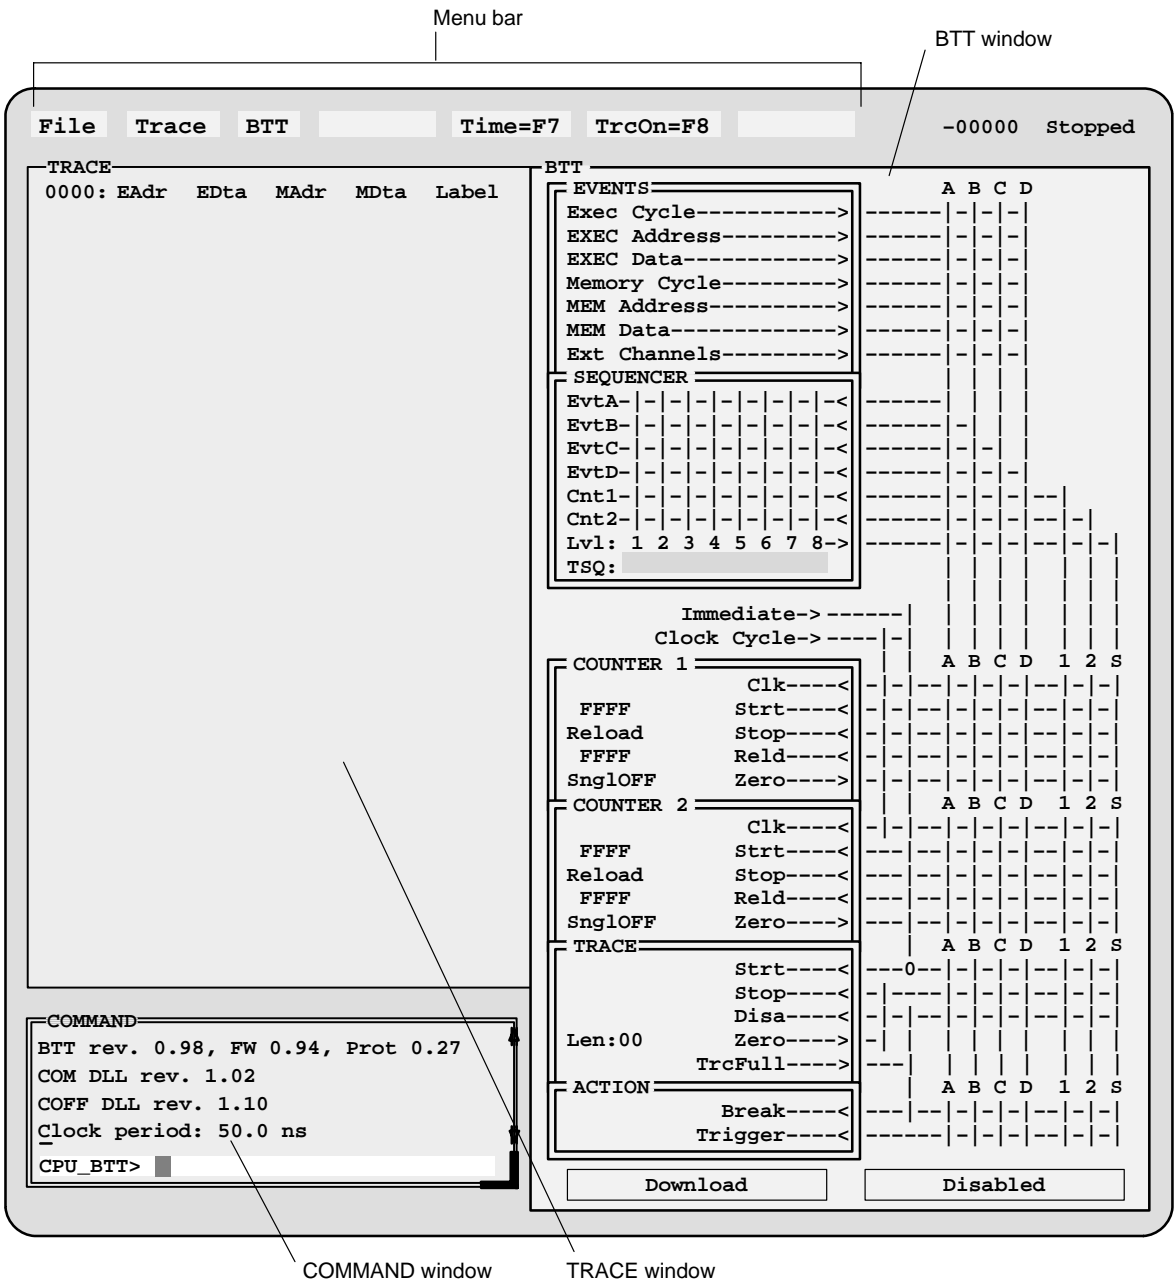 Menu bar
BTT window
File Trace BTT Time=F7 TrcOn=F8 -00000 Stopped
TRACE
0000: EAdr EDta MAdr MDta Label
BTT
EVENTS A B C D
Exec Cycle----------->
EXEC Address--------->
EXEC Data------------>
Memory Cycle--------->
MEM Address---------->
MEM Data------------->
Ext Channels--------->
SEQUENCER
EvtA-|-|-|-|-|-|-|-|-<
EvtB-|-|-|-|-|-|-|-|-<
EvtC-|-|-|-|-|-|-|-|-<
EvtD-|-|-|-|-|-|-|-|-<
Cnt1-|-|-|-|-|-|-|-|-<
Cnt2-|-|-|-|-|-|-|-|-<
Lvl: 1 2 3 4 5 6 7 8->
TSQ:
Immediate->
Clock Cycle->
COUNTER 1 A B C D 1 2 S
Clk----<
FFFF Strt----<
Reload Stop----<
FFFF Reld----<
SnglOFF Zero---->
COUNTER 2 A B C D 1 2 S
Clk----<
FFFF Strt----<
Reload Stop----<
FFFF Reld----<
SnglOFF Zero---->
TRACE A B C D 1 2 S
Strt----< ---0--
Stop----<
Disa----<
Len:00 Zero---->
TrcFull---->
ACTION A B C D 1 2 S
Break----<
Trigger----<
Download Disabled
COMMAND
BTT rev. 0.98, FW 0.94, Prot 0.27
COM DLL rev. 1.02
COFF DLL rev. 1.10
Clock period: 50.0 ns
CPU_BTT>
COMMAND window
TRACE window